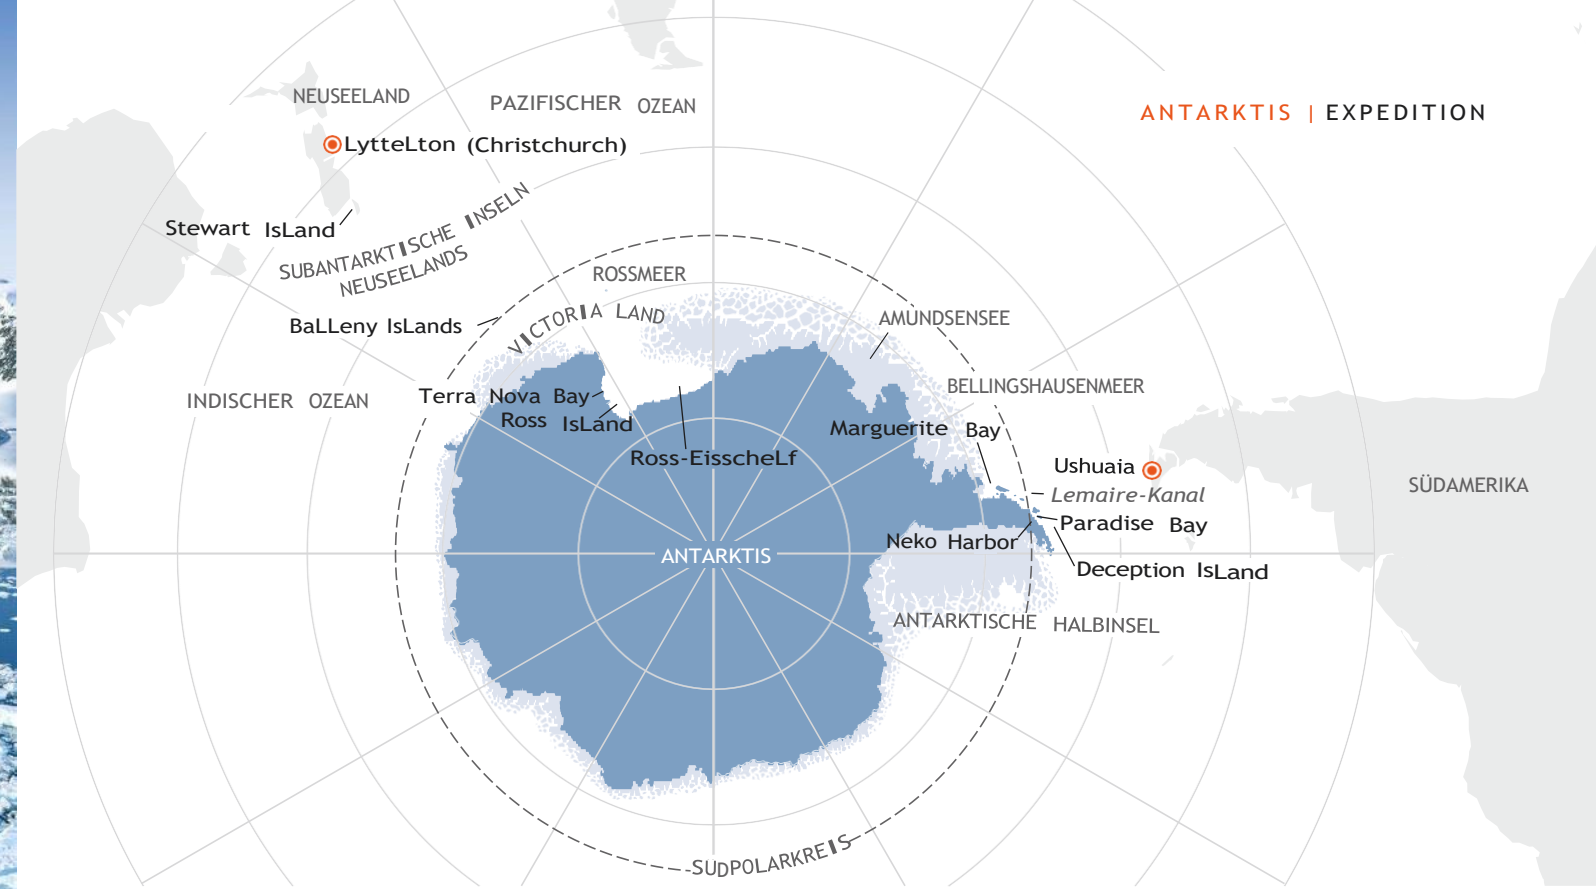 NEUSEELAND
PAZIFISCHER OZEAN
ANTARKTIS | EXPEDITION
LytteLton (Christchurch)
Stewart IsLand
SUBANTARKTISCHE INSELN
NEUSEELANDS
ROSSMEER
BaLLeny IsLands
VICTORIA LAND
AMUNDSENSEE
INDISCHER OZEAN
Terra Nova Bay
BELLINGSHAUSENMEER
Ross IsLand
Marguerite Bay
Ross-EisscheLf
Ushuaia
Lemaire-Kanal
SÜDAMERIKA
Paradise Bay
Neko Harbor
ANTARKTIS
Deception IsLand
ANTARKTISCHE HALBINSEL
SUDPOLARKREIS